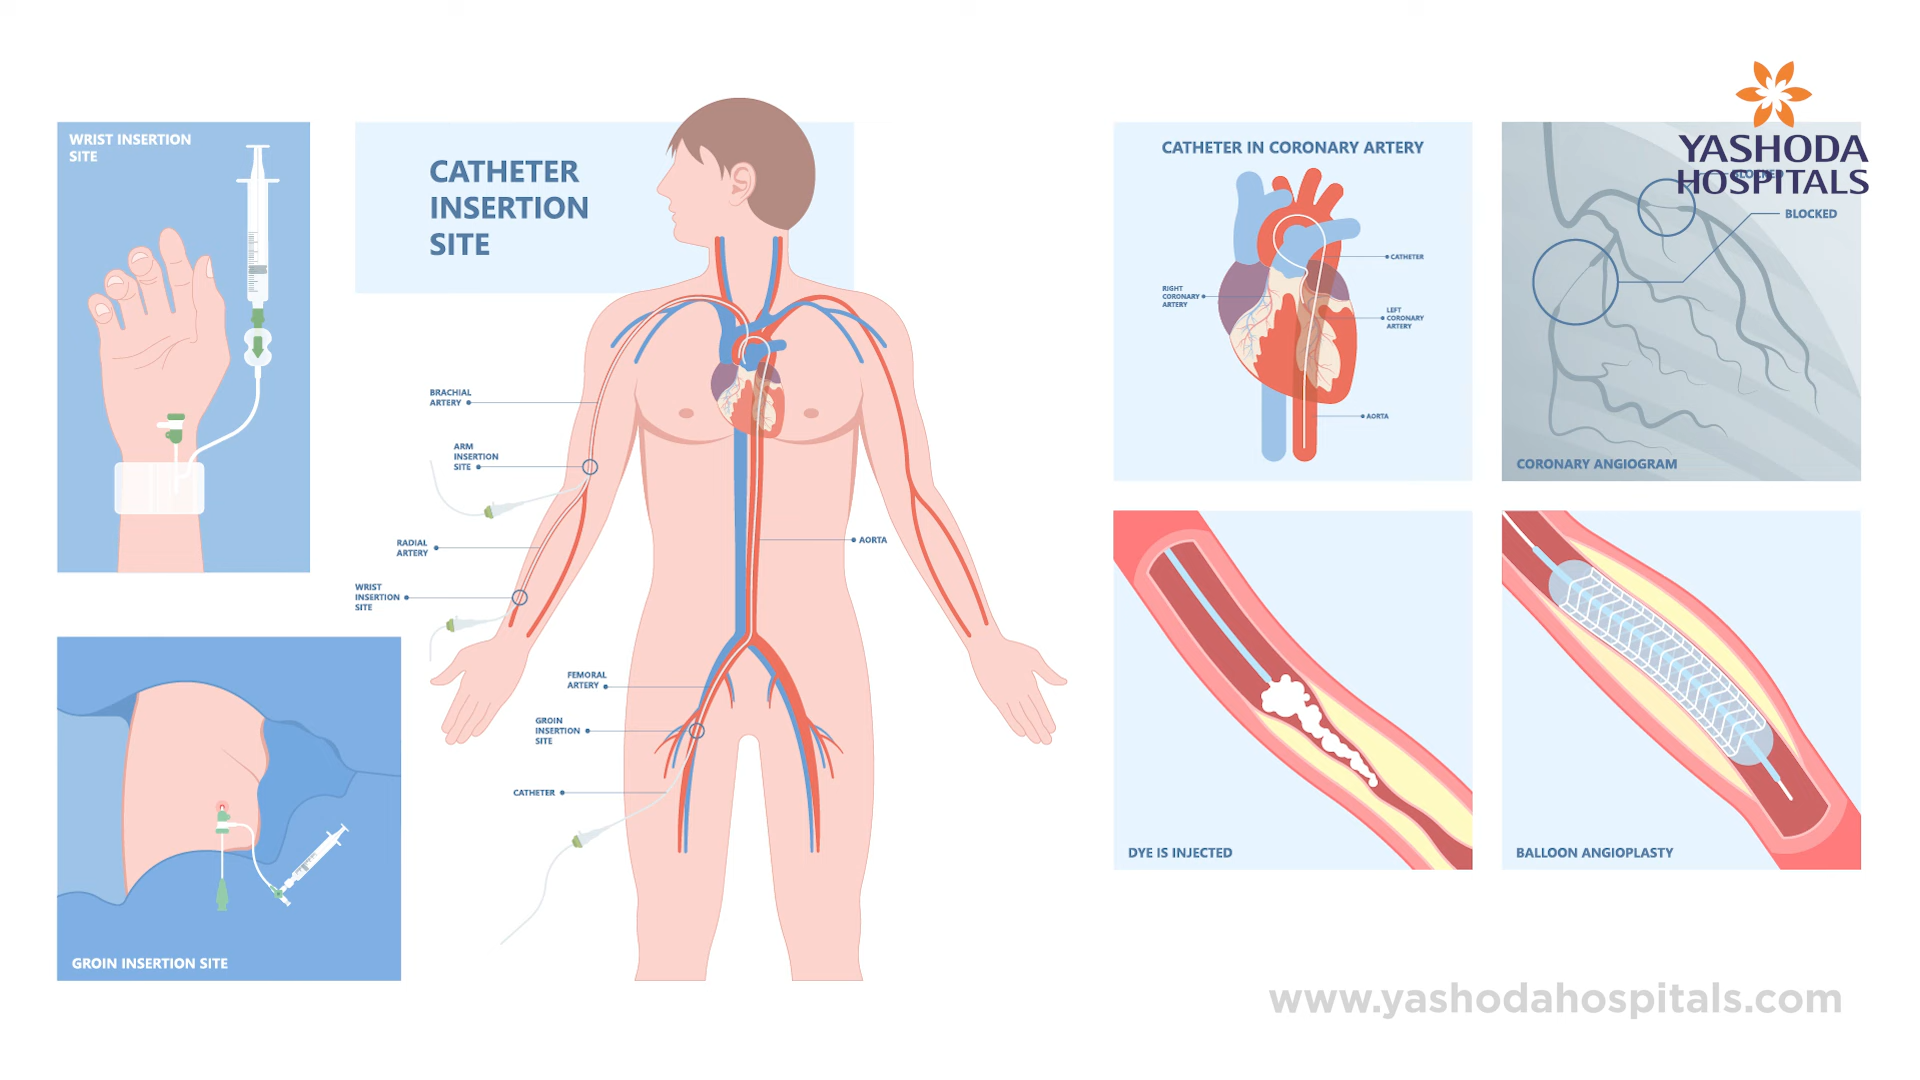 WRIST INSERTION
SITE
CATHETER
INSERTION
SITE
BRACHIAL
ARTERY
ARM
INSERTION
SITE
RADIAL
ARTERY
WRIST
INSERTION
SITE
AORTA
FEMORAL
ARTERY
GROIN
INSERTION
SITE
CATHETER
GROIN INSERTION SITE
CATHETER IN CORONARY ARTERY
CATHETER
RIGHT
CORONARY
ARTERY
LEFT
CORONARY
ARTERY
AORTA
YASHODA
HOSPITALS
BLOCKED
BLOCKED
CORONARY ANGIOGRAM
DYE IS INJECTED
BALLOON ANGIOPLASTY
www.yashodahospitals.com